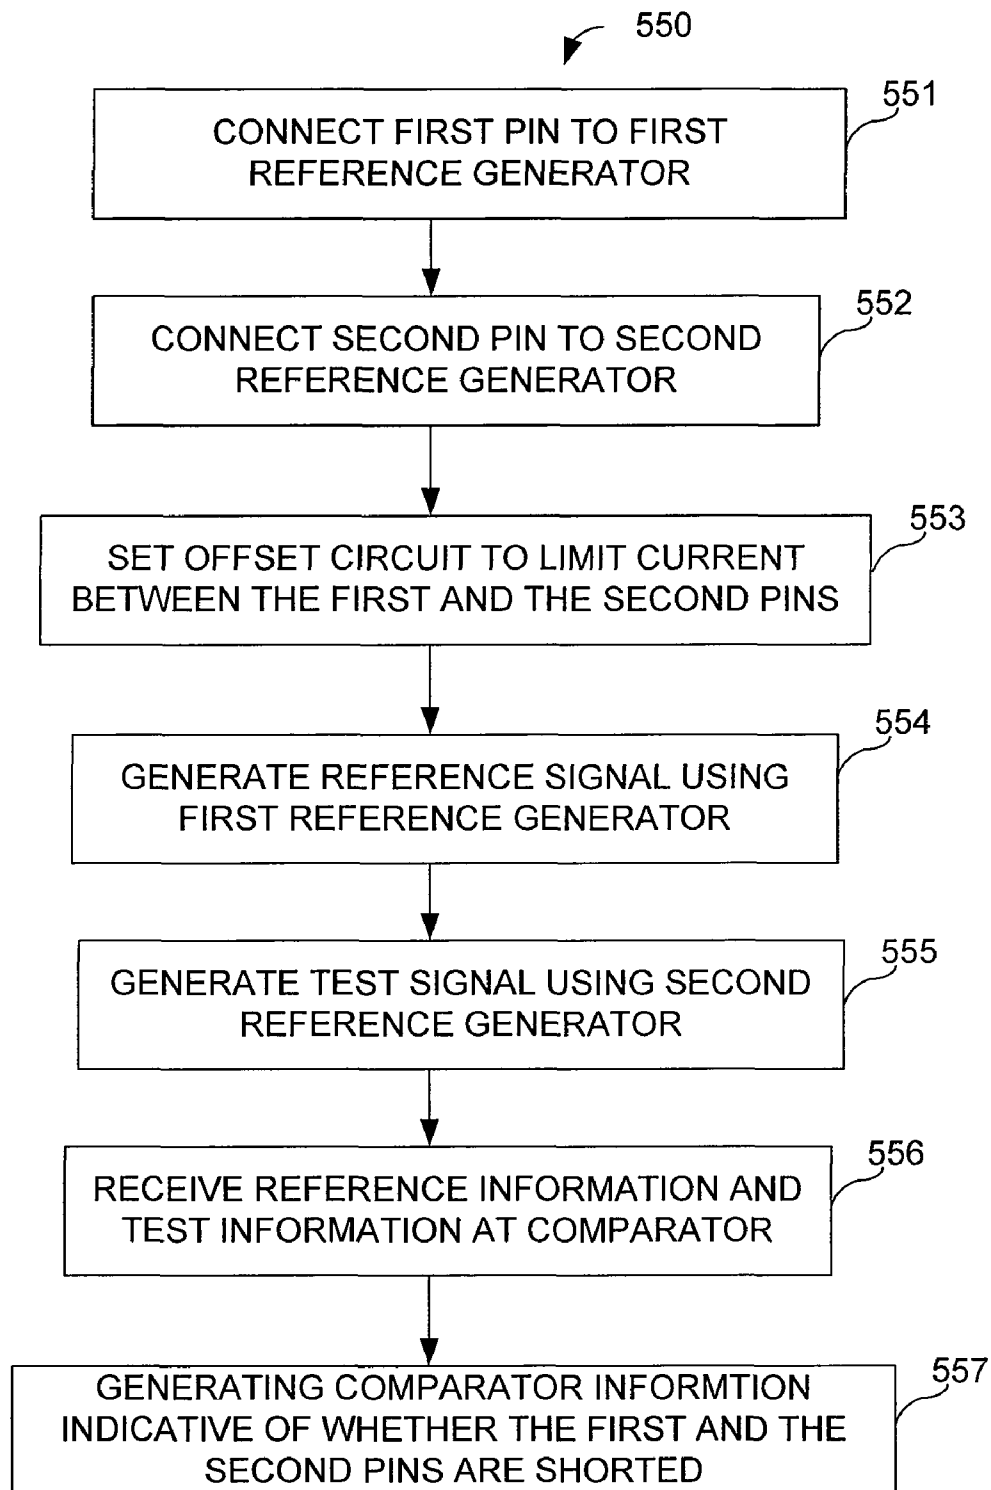 550
551
CONNECT FIRST PIN TO FIRST
REFERENCE GENERATOR
552
CONNECT SECOND PIN TO SECOND
REFERENCE GENERATOR
553
SET OFFSET CIRCUIT TO LIMIT CURRENT
BETWEEN THE FIRST AND THE SECOND PINS
554
GENERATE REFERENCE SIGNAL USING
FIRST REFERENCE GENERATOR
555
GENERATE TEST SIGNAL USING SECOND
REFERENCE GENERATOR
556
RECEIVE REFERENCE INFORMATION AND
TEST INFORMATION AT COMPARATOR
557
GENERATING COMPARATOR INFORMTION
INDICATIVE OF WHETHER THE FIRST AND THE
SECOND PINS ARE SHORTED